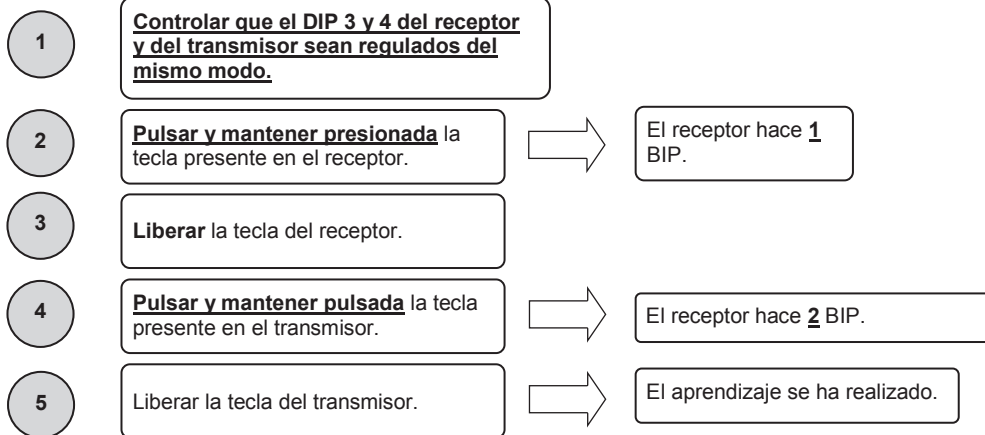 1
Controlar que el DIP 3 y 4 del receptor
y del transmisor sean regulados del
mismo modo.
2
Pulsar y mantener presionada la
tecla presente en el receptor.
El receptor hace 1
BIP.
3
Liberar la tecla del receptor.
4
Pulsar y mantener pulsada la tecla
presente en el transmisor.
El receptor hace 2 BIP.
5
Liberar la tecla del transmisor.
El aprendizaje se ha realizado.